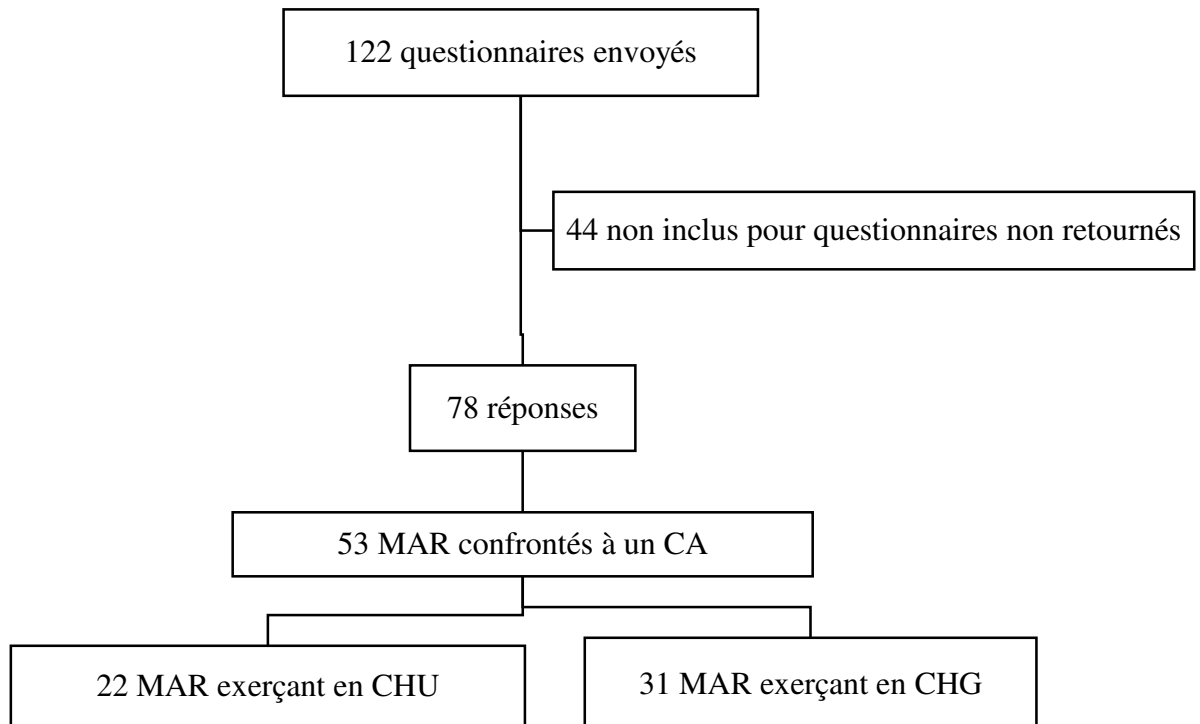 122 questionnaires envoyés
44 non inclus pour questionnaires non retournés
78 réponses
53 MAR confrontés à un CA
22 MAR exerçant en CHU
31 MAR exerçant en CHG